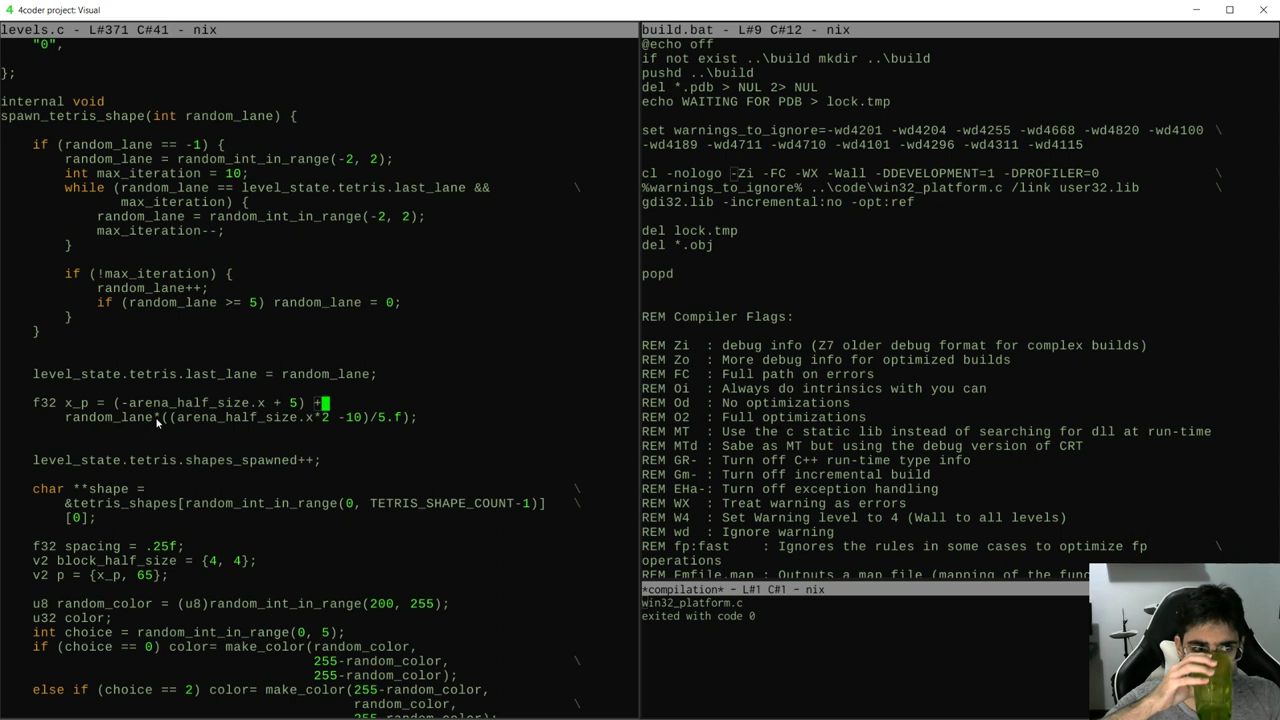 4 4coder project: Visual
levels.c - L#371 C#41 - nix
"0",
};
internal void
spawn_tetris_shape(int random_lane) {
if (random_lane == -1) {
random_lane = random_int_in_range(-2, 2);
int max_iteration = 10;
while (random_lane == level_state.tetris.last_lane && \
max_iteration) {
random_lane = random_int_in_range(-2, 2);
max_iteration--;
}
if (!max_iteration) {
random_lane++;
if (random_lane >= 5) random_lane = 0;
}
}
level_state.tetris.last_lane = random_lane;
f32 x_p = (-arena_half_size.x + 5) +
random_lane*((arena_half_size.x*2 -10)/5.f);
level_state.tetris.shapes_spawned++;
char **shape = \
&tetris_shapes[random_int_in_range(0, TETRIS_SHAPE_COUNT-1)] \
[0];
f32 spacing = .25f;
v2 block_half_size = {4, 4};
v2 p = {x_p, 65};
u8 random_color = (u8)random_int_in_range(200, 255);
u32 color;
int choice = random_int_in_range(0, 5);
if (choice == 0) color= make_color(random_color,
255-random_color, \
255-random_color);
else if (choice == 2) color= make_color(255-random_color,
random_color, \
255-random_color);
build.bat - L#9 C#12 - nix
@echo off
if not exist ..\build mkdir ..\build
pushd ..\build
del *.pdb > NUL 2> NUL
echo WAITING FOR PDB > lock.tmp
set warnings_to_ignore=-wd4201 -wd4204 -wd4255 -wd4668 -wd4820 -wd4100 \
-wd4189 -wd4711 -wd4710 -wd4101 -wd4296 -wd4311 -wd4115
cl -nologo -Zi -FC -WX -Wall -DDEVELOPMENT=1 -DPROFILER=0 \
%warnings_to_ignore% ..\code\win32_platform.c /link user32.lib \
gdi32.lib -incremental:no -opt:ref
del lock.tmp
del *.obj
popd
REM Compiler Flags:
REM Zi : debug info (Z7 older debug format for complex builds)
REM Zo : More debug info for optimized builds
REM FC : Full path on errors
REM Oi : Always do intrinsics with you can
REM Od : No optimizations
REM O2 : Full optimizations
REM MT : Use the c static lib instead of searching for dll at run-time
REM MTd : Sabe as MT but using the debug version of CRT
REM GR- : Turn off C++ run-time type info
REM Gm- : Turn off incremental build
REM EHa-: Turn off exception handling
REM WX : Treat warning as errors
REM W4 : Set Warning level to 4 (Wall to all levels)
REM wd : Ignore warning
REM fp:fast : Ignores the rules in some cases to optimize fp \
operations
REM Fmfile.map : Outputs a map file (mapping of the
*compilation* - L#1 C#1 - nix
win32_platform.c
exited with code 0